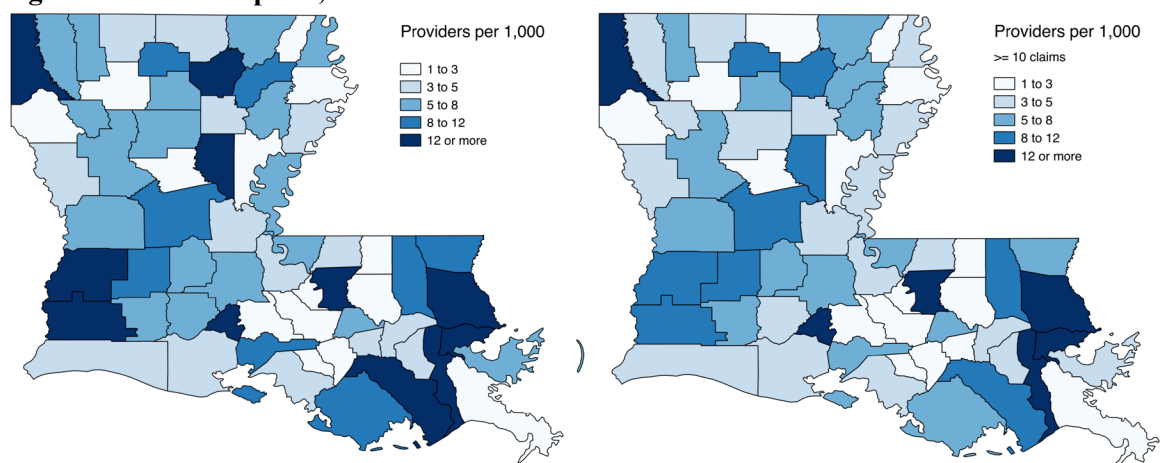 Providers per 1,000
1 to 3
3 to 5
5 to 8
8 to 12
12 or more
Providers per 1,000
>= 10 claims
1 to 3
3 to 5
5 to 8
8 to 12
12 or more